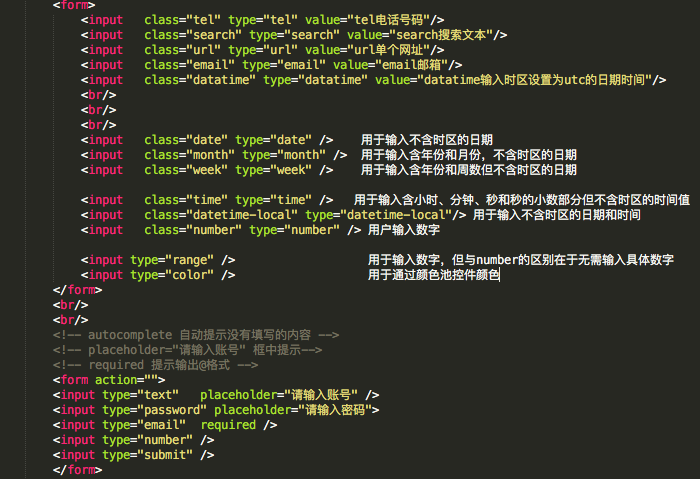 <form>
<input class="tel" type="tel" value="tel电话号码"/>
<input class="search" type="search" value="search搜索文本"/>
<input class="url" type="url" value="url单个网址"/>
<input class="email" type="email" value="email邮箱"/>
<input class="datatime" type="datatime" value="datatime输入时区设置为utc的日期时间"/>
<br/>
<br/>
<br/>
<input class="date" type="date" /> 用于输入不含时区的日期
<input class="month" type="month" /> 用于输入含年份和月份，不含时区的日期
<input class="week" type="week" /> 用于输入含年份和周数但不含时区的日期
<input class="time" type="time" /> 用于输入含小时、分钟、秒和秒的小数部分但不含时区的时间值
<input class="datetime-local" type="datetime-local"/> 用于输入不含时区的日期和时间
<input class="number" type="number" /> 用户输入数字
<input type="range" /> 用于输入数字，但与number的区别在于无需输入具体数字
<input type="color" /> 用于通过颜色池控件颜色
</form>
<br/>
<br/>
<!-- autocomplete 自动提示没有填写的内容 -->
<!-- placeholder="请输入账号" 框中提示-->
<!-- required 提示输出@格式 -->
<form action="">
<input type="text" placeholder="请输入账号" />
<input type="password" placeholder="请输入密码">
<input type="email" required />
<input type="number" />
<input type="submit" />
</form>